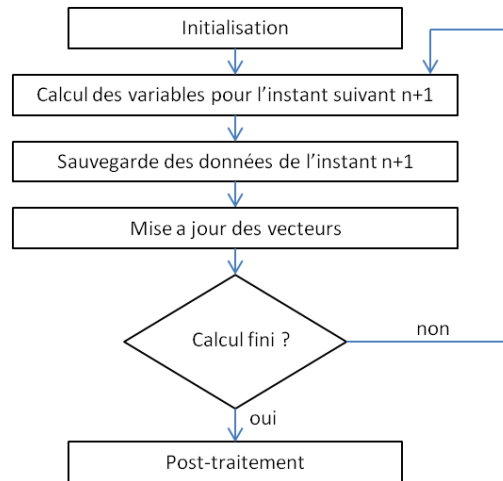 Initialisation
Calcul des variables pour l'instant suivant n+1
Sauvegarde des données de l'instant n+1
Mise a jour des vecteurs
Calcul fini ?
non
oui
Post-traitement